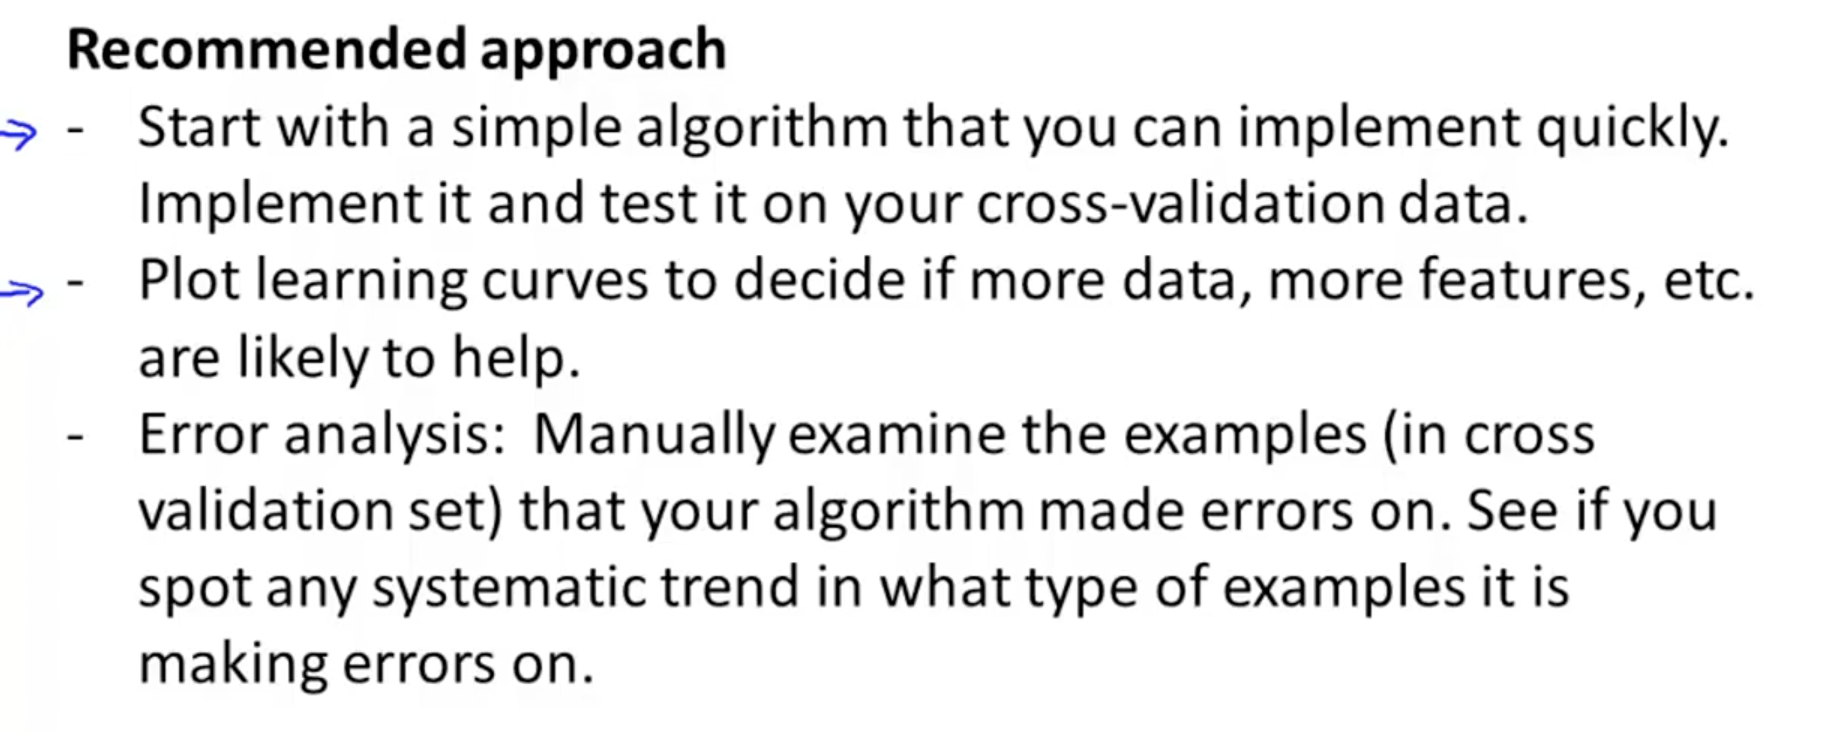 Recommended approach
- Start with a simple algorithm that you can implement quickly.
Implement it and test it on your cross-validation data.
- Plot learning curves to decide if more data, more features, etc.
are likely to help.
- Error analysis: Manually examine the examples (in cross
validation set) that your algorithm made errors on. See if you
spot any systematic trend in what type of examples it is
making errors on.